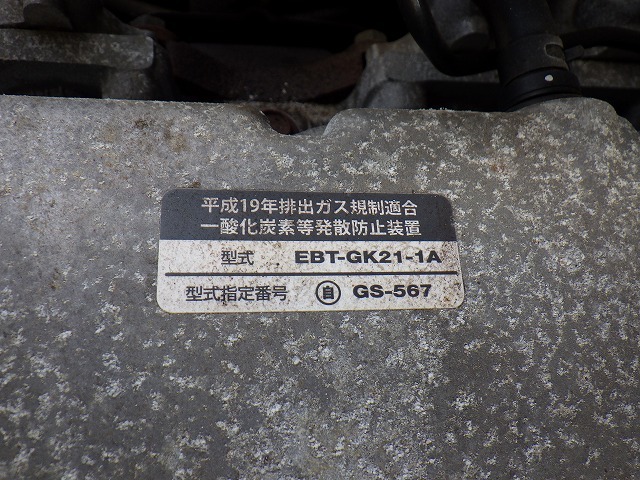 平成19年排出ガス規制適合
一酸化炭素等発散防止装置
型式 EBT-GK21-1A
型式指定番号 自 GS-567